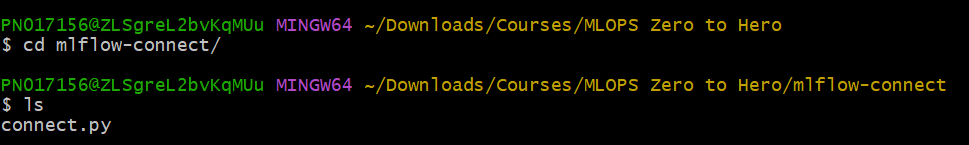 PN017156@ZLSgreL2bvKqMUu MINGW64 ~/Downloads/Courses/MLOPS Zero to Hero
$ cd mlflow-connect/
PN017156@ZLSgreL2bvKqMUu MINGW64 ~/Downloads/Courses/MLOPS Zero to Hero/mlflow-connect
$ ls
connect.py